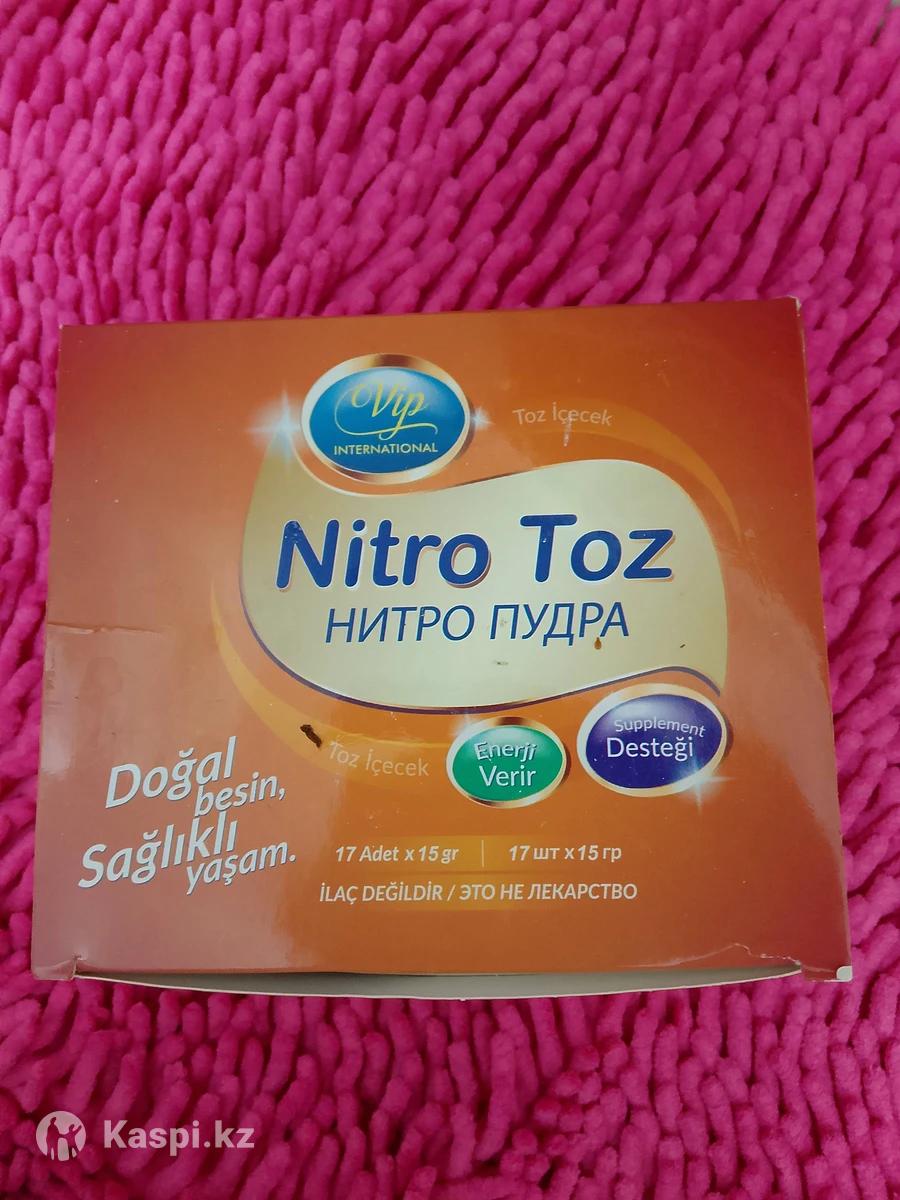 Vip
INTERNATIONAL
Toz İçecek
Nitro Toz
НИТРО ПУДРА
Toz İçecek
Enerji
Verir
Supplement
Desteği
Doğal
besin,
Sağlıklı
yaşam.
17 Adet x 15 gr | 17 шт x 15 гр
İLAÇ DEĞİLDİR / ЭТО НЕ ЛЕКАРСТВО
Kaspi.kz